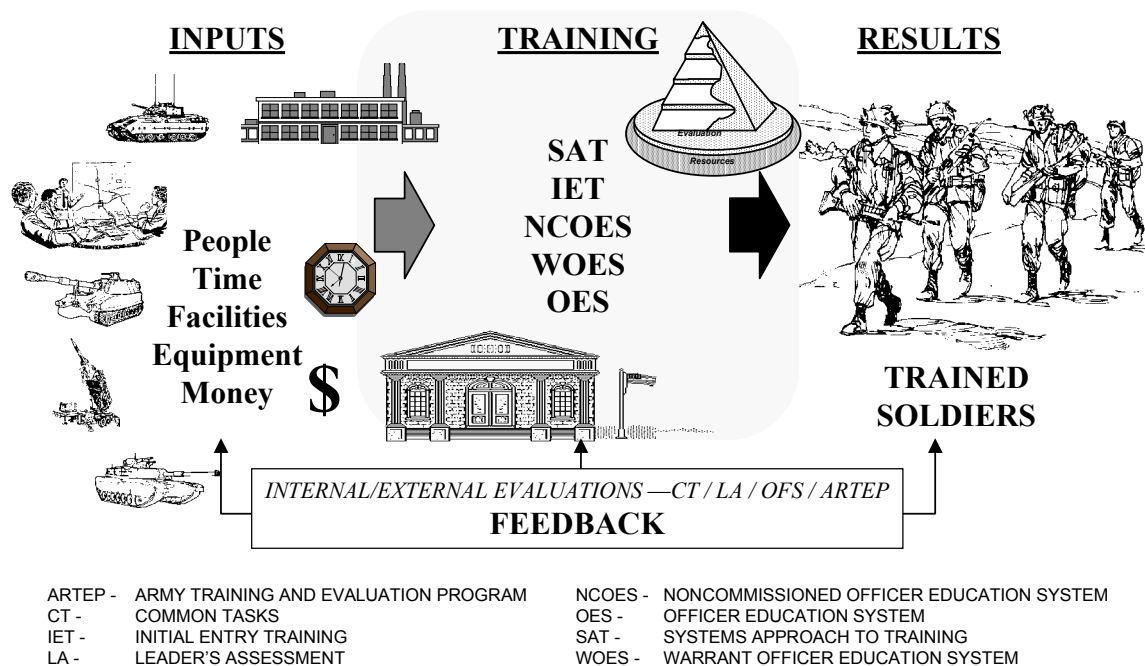 INPUTS
TRAINING
RESULTS
Evaluation
Resources
People
Time
Facilities
Equipment
Money
$
SAT
IET
NCOES
WOES
OES
TRAINED
SOLDIERS
INTERNAL/EXTERNAL EVALUATIONS —CT / LA / OFS / ARTEP
FEEDBACK
ARTEP - ARMY TRAINING AND EVALUATION PROGRAM
CT - COMMON TASKS
IET - INITIAL ENTRY TRAINING
LA - LEADER'S ASSESSMENT
NCOES - NONCOMMISSIONED OFFICER EDUCATION SYSTEM
OES - OFFICER EDUCATION SYSTEM
SAT - SYSTEMS APPROACH TO TRAINING
WOES - WARRANT OFFICER EDUCATION SYSTEM